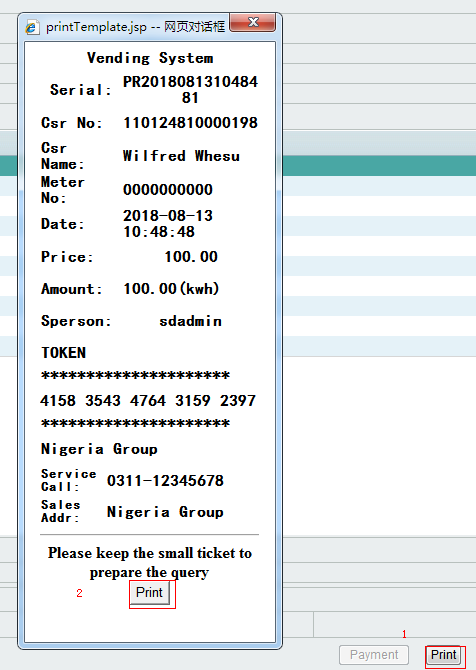 printTemplate.jsp -- 网页对话框
Vending System
Serial: PR2018081310484
81
Csr No: 110124810000198
Csr
Name: Wilfred Whesu
Meter
No: 0000000000
Date: 2018-08-13
10:48:48
Price: 100.00
Amount: 100.00(kwh)
Sperson: sdadmin
TOKEN
*********************
4158 3543 4764 3159 2397
*********************
Nigeria Group
Service
Call: 0311-12345678
Sales
Addr: Nigeria Group
Please keep the small ticket to
prepare the query
2 Print
1
Payment Print